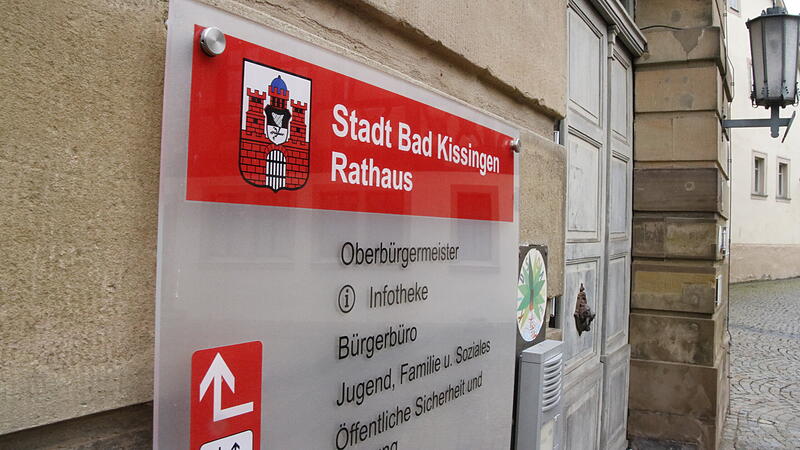 Stadt Bad Kissingen
Rathaus
Oberbürgermeister
i Infotheke
Bürgerbüro
Jugend, Familie u. Soziales
Öffentliche Sicherheit und